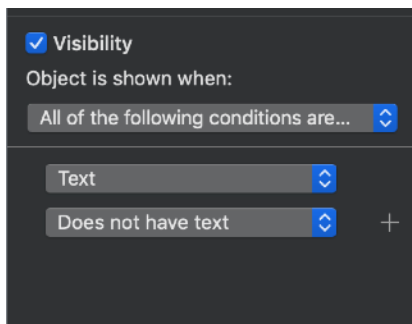 Visibility
Object is shown when:
All of the following conditions are...
Text
Does not have text